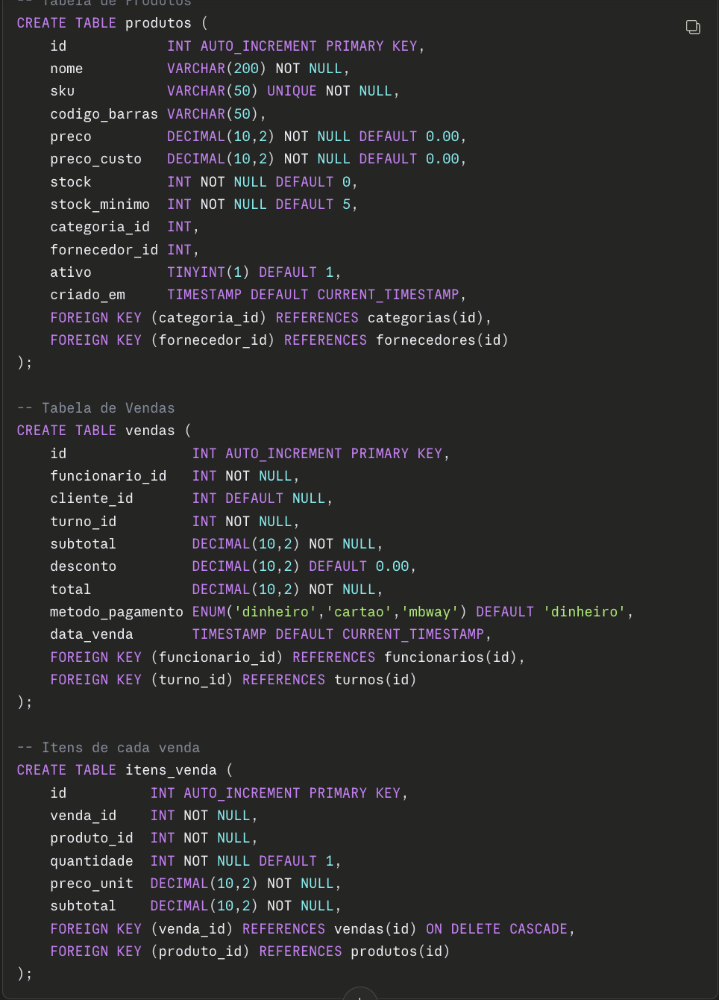 -- Tabela de Produtos
CREATE TABLE produtos (
    id            INT AUTO_INCREMENT PRIMARY KEY,
    nome          VARCHAR(200) NOT NULL,
    sku           VARCHAR(50) UNIQUE NOT NULL,
    codigo_barras VARCHAR(50),
    preco         DECIMAL(10,2) NOT NULL DEFAULT 0.00,
    preco_custo   DECIMAL(10,2) NOT NULL DEFAULT 0.00,
    stock         INT NOT NULL DEFAULT 0,
    stock_minimo  INT NOT NULL DEFAULT 5,
    categoria_id  INT,
    fornecedor_id INT,
    ativo         TINYINT(1) DEFAULT 1,
    criado_em     TIMESTAMP DEFAULT CURRENT_TIMESTAMP,
    FOREIGN KEY (categoria_id) REFERENCES categorias(id),
    FOREIGN KEY (fornecedor_id) REFERENCES fornecedores(id)
);

-- Tabela de Vendas
CREATE TABLE vendas (
    id               INT AUTO_INCREMENT PRIMARY KEY,
    funcionario_id   INT NOT NULL,
    cliente_id       INT DEFAULT NULL,
    turno_id         INT NOT NULL,
    subtotal         DECIMAL(10,2) NOT NULL,
    desconto         DECIMAL(10,2) DEFAULT 0.00,
    total            DECIMAL(10,2) NOT NULL,
    metodo_pagamento ENUM('dinheiro','cartao','mbway') DEFAULT 'dinheiro',
    data_venda       TIMESTAMP DEFAULT CURRENT_TIMESTAMP,
    FOREIGN KEY (funcionario_id) REFERENCES funcionarios(id),
    FOREIGN KEY (turno_id) REFERENCES turnos(id)
);

-- Itens de cada venda
CREATE TABLE itens_venda (
    id          INT AUTO_INCREMENT PRIMARY KEY,
    venda_id    INT NOT NULL,
    produto_id  INT NOT NULL,
    quantidade  INT NOT NULL DEFAULT 1,
    preco_unit  DECIMAL(10,2) NOT NULL,
    subtotal    DECIMAL(10,2) NOT NULL,
    FOREIGN KEY (venda_id) REFERENCES vendas(id) ON DELETE CASCADE,
    FOREIGN KEY (produto_id) REFERENCES produtos(id)
);